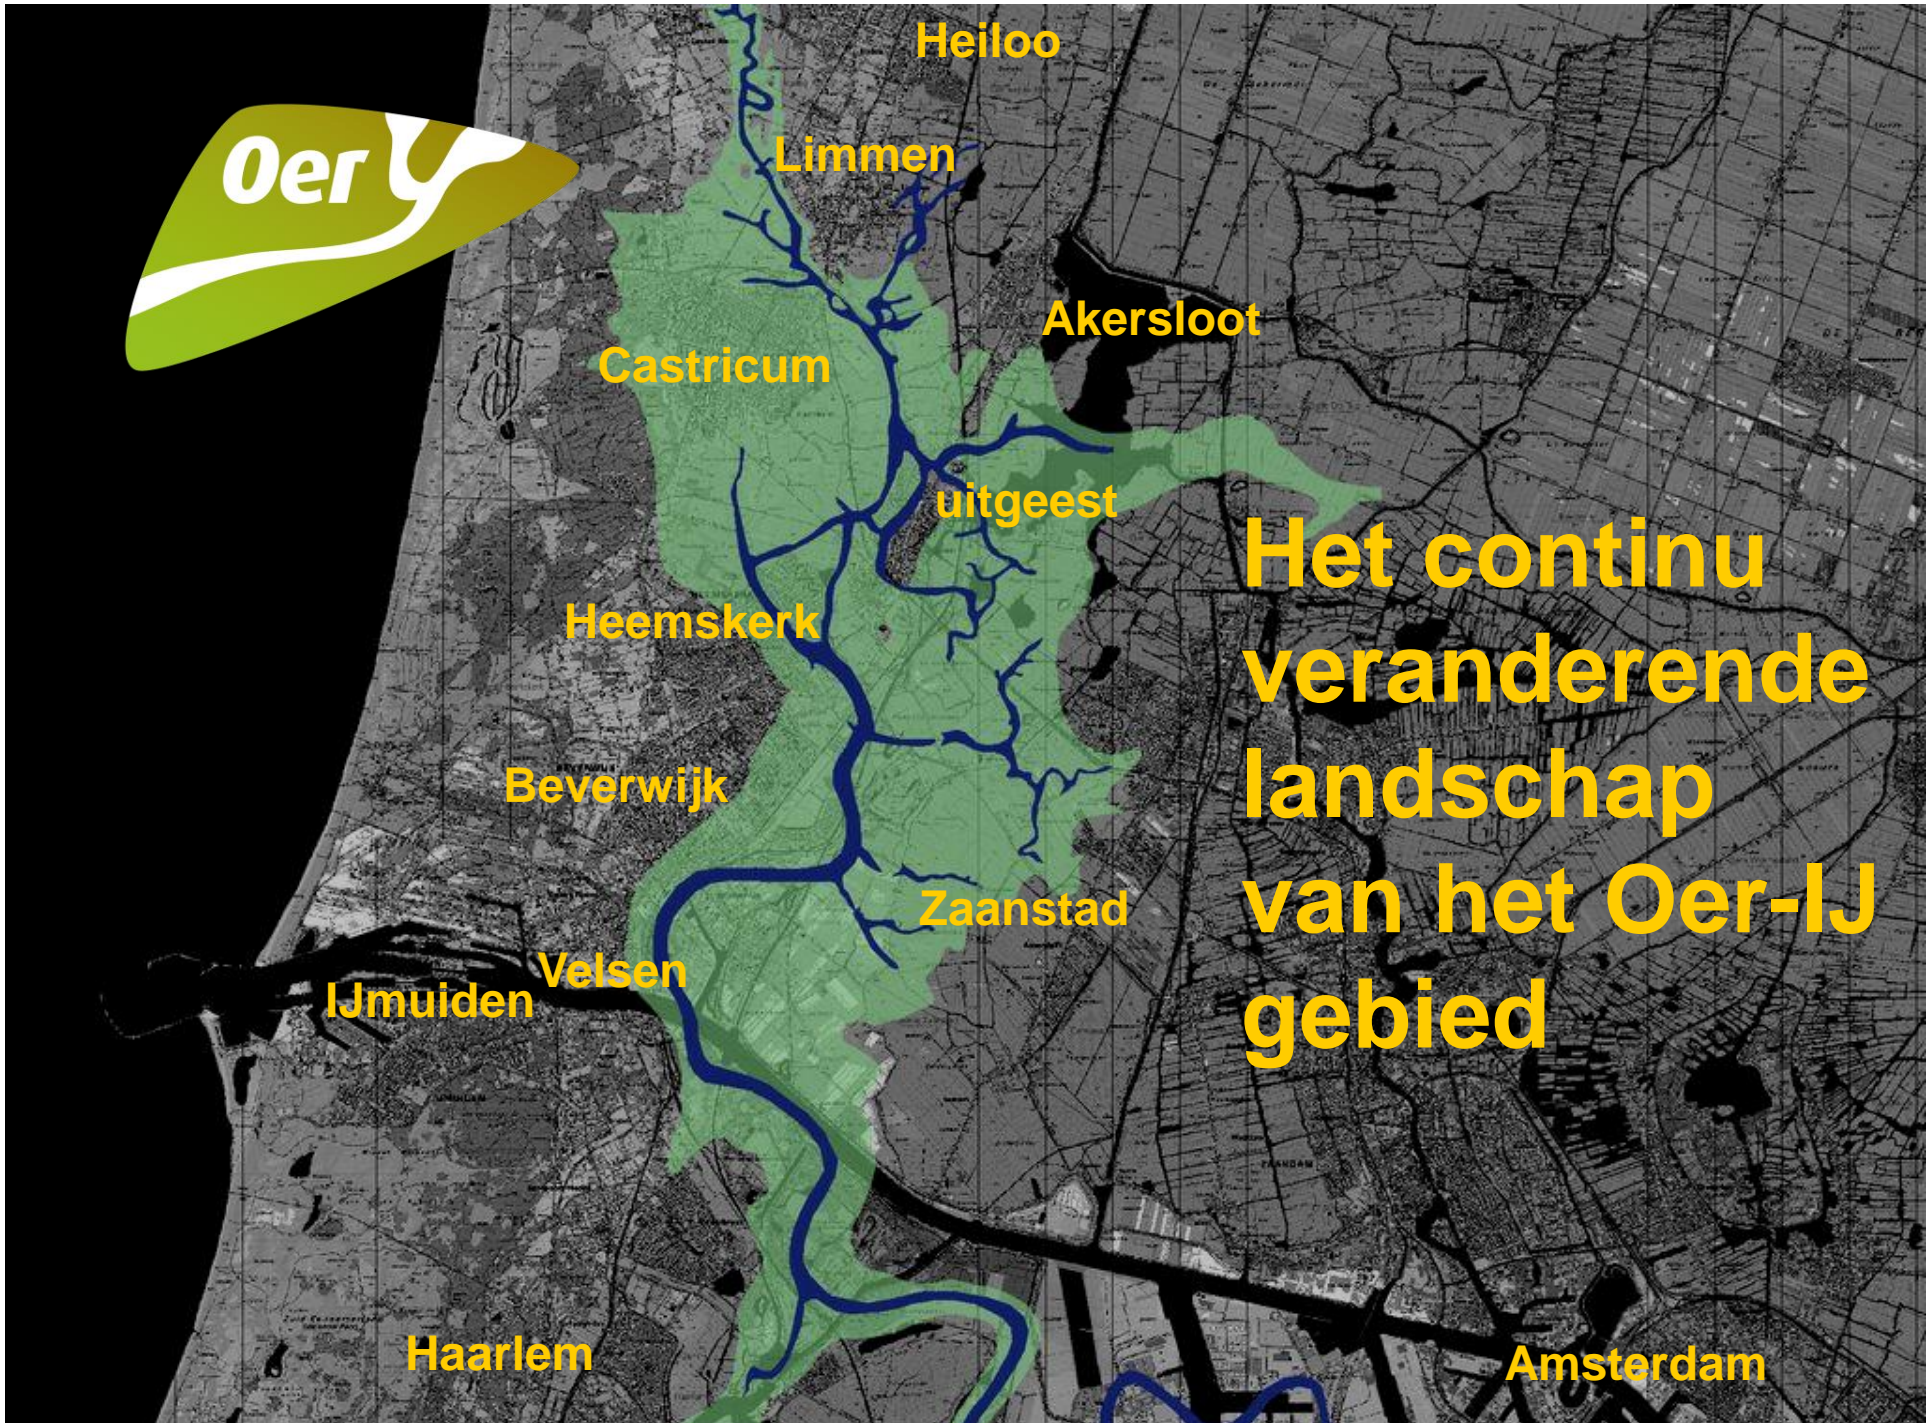 Heiloo
Oer
Limmen
Akersloot
Castricum
uitgeest
Het continu
veranderende
landschap
van het Oer-IJ
gebied
Heemskerk
Beverwijk
Zaanstad
Velsen
IJmuiden
ZAANDAM
Haarlem
Amsterdam